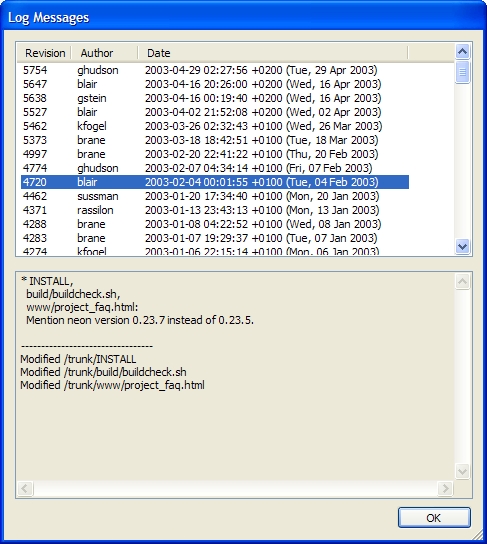 Log Messages
Revision Author Date
5754 ghudson 2003-04-29 02:27:56 +0200 (Tue, 29 Apr 2003)
5647 blair 2003-04-16 20:26:00 +0200 (Wed, 16 Apr 2003)
5638 gstein 2003-04-16 00:19:40 +0200 (Wed, 16 Apr 2003)
5527 blair 2003-04-02 21:52:08 +0200 (Wed, 02 Apr 2003)
5462 kfogel 2003-03-26 02:32:43 +0100 (Wed, 26 Mar 2003)
5373 brane 2003-03-18 18:42:51 +0100 (Tue, 18 Mar 2003)
4997 brane 2003-02-20 22:41:22 +0100 (Thu, 20 Feb 2003)
4774 ghudson 2003-02-07 04:34:14 +0100 (Fri, 07 Feb 2003)
4720 blair 2003-02-04 00:01:55 +0100 (Tue, 04 Feb 2003)
4462 sussman 2003-01-20 17:34:40 +0100 (Mon, 20 Jan 2003)
4371 rassilon 2003-01-13 23:43:13 +0100 (Mon, 13 Jan 2003)
4288 brane 2003-01-08 04:22:52 +0100 (Wed, 08 Jan 2003)
4283 brane 2003-01-07 19:29:37 +0100 (Tue, 07 Jan 2003)
4274 kfogel 2003-01-06 22:15:14 +0100 (Mon, 06 Jan 2003)
* INSTALL,
build/buildcheck.sh,
www/project_faq.html:
Mention neon version 0.23.7 instead of 0.23.5.
---------------------------------
Modified /trunk/INSTALL
Modified /trunk/build/buildcheck.sh
Modified /trunk/www/project_faq.html
OK